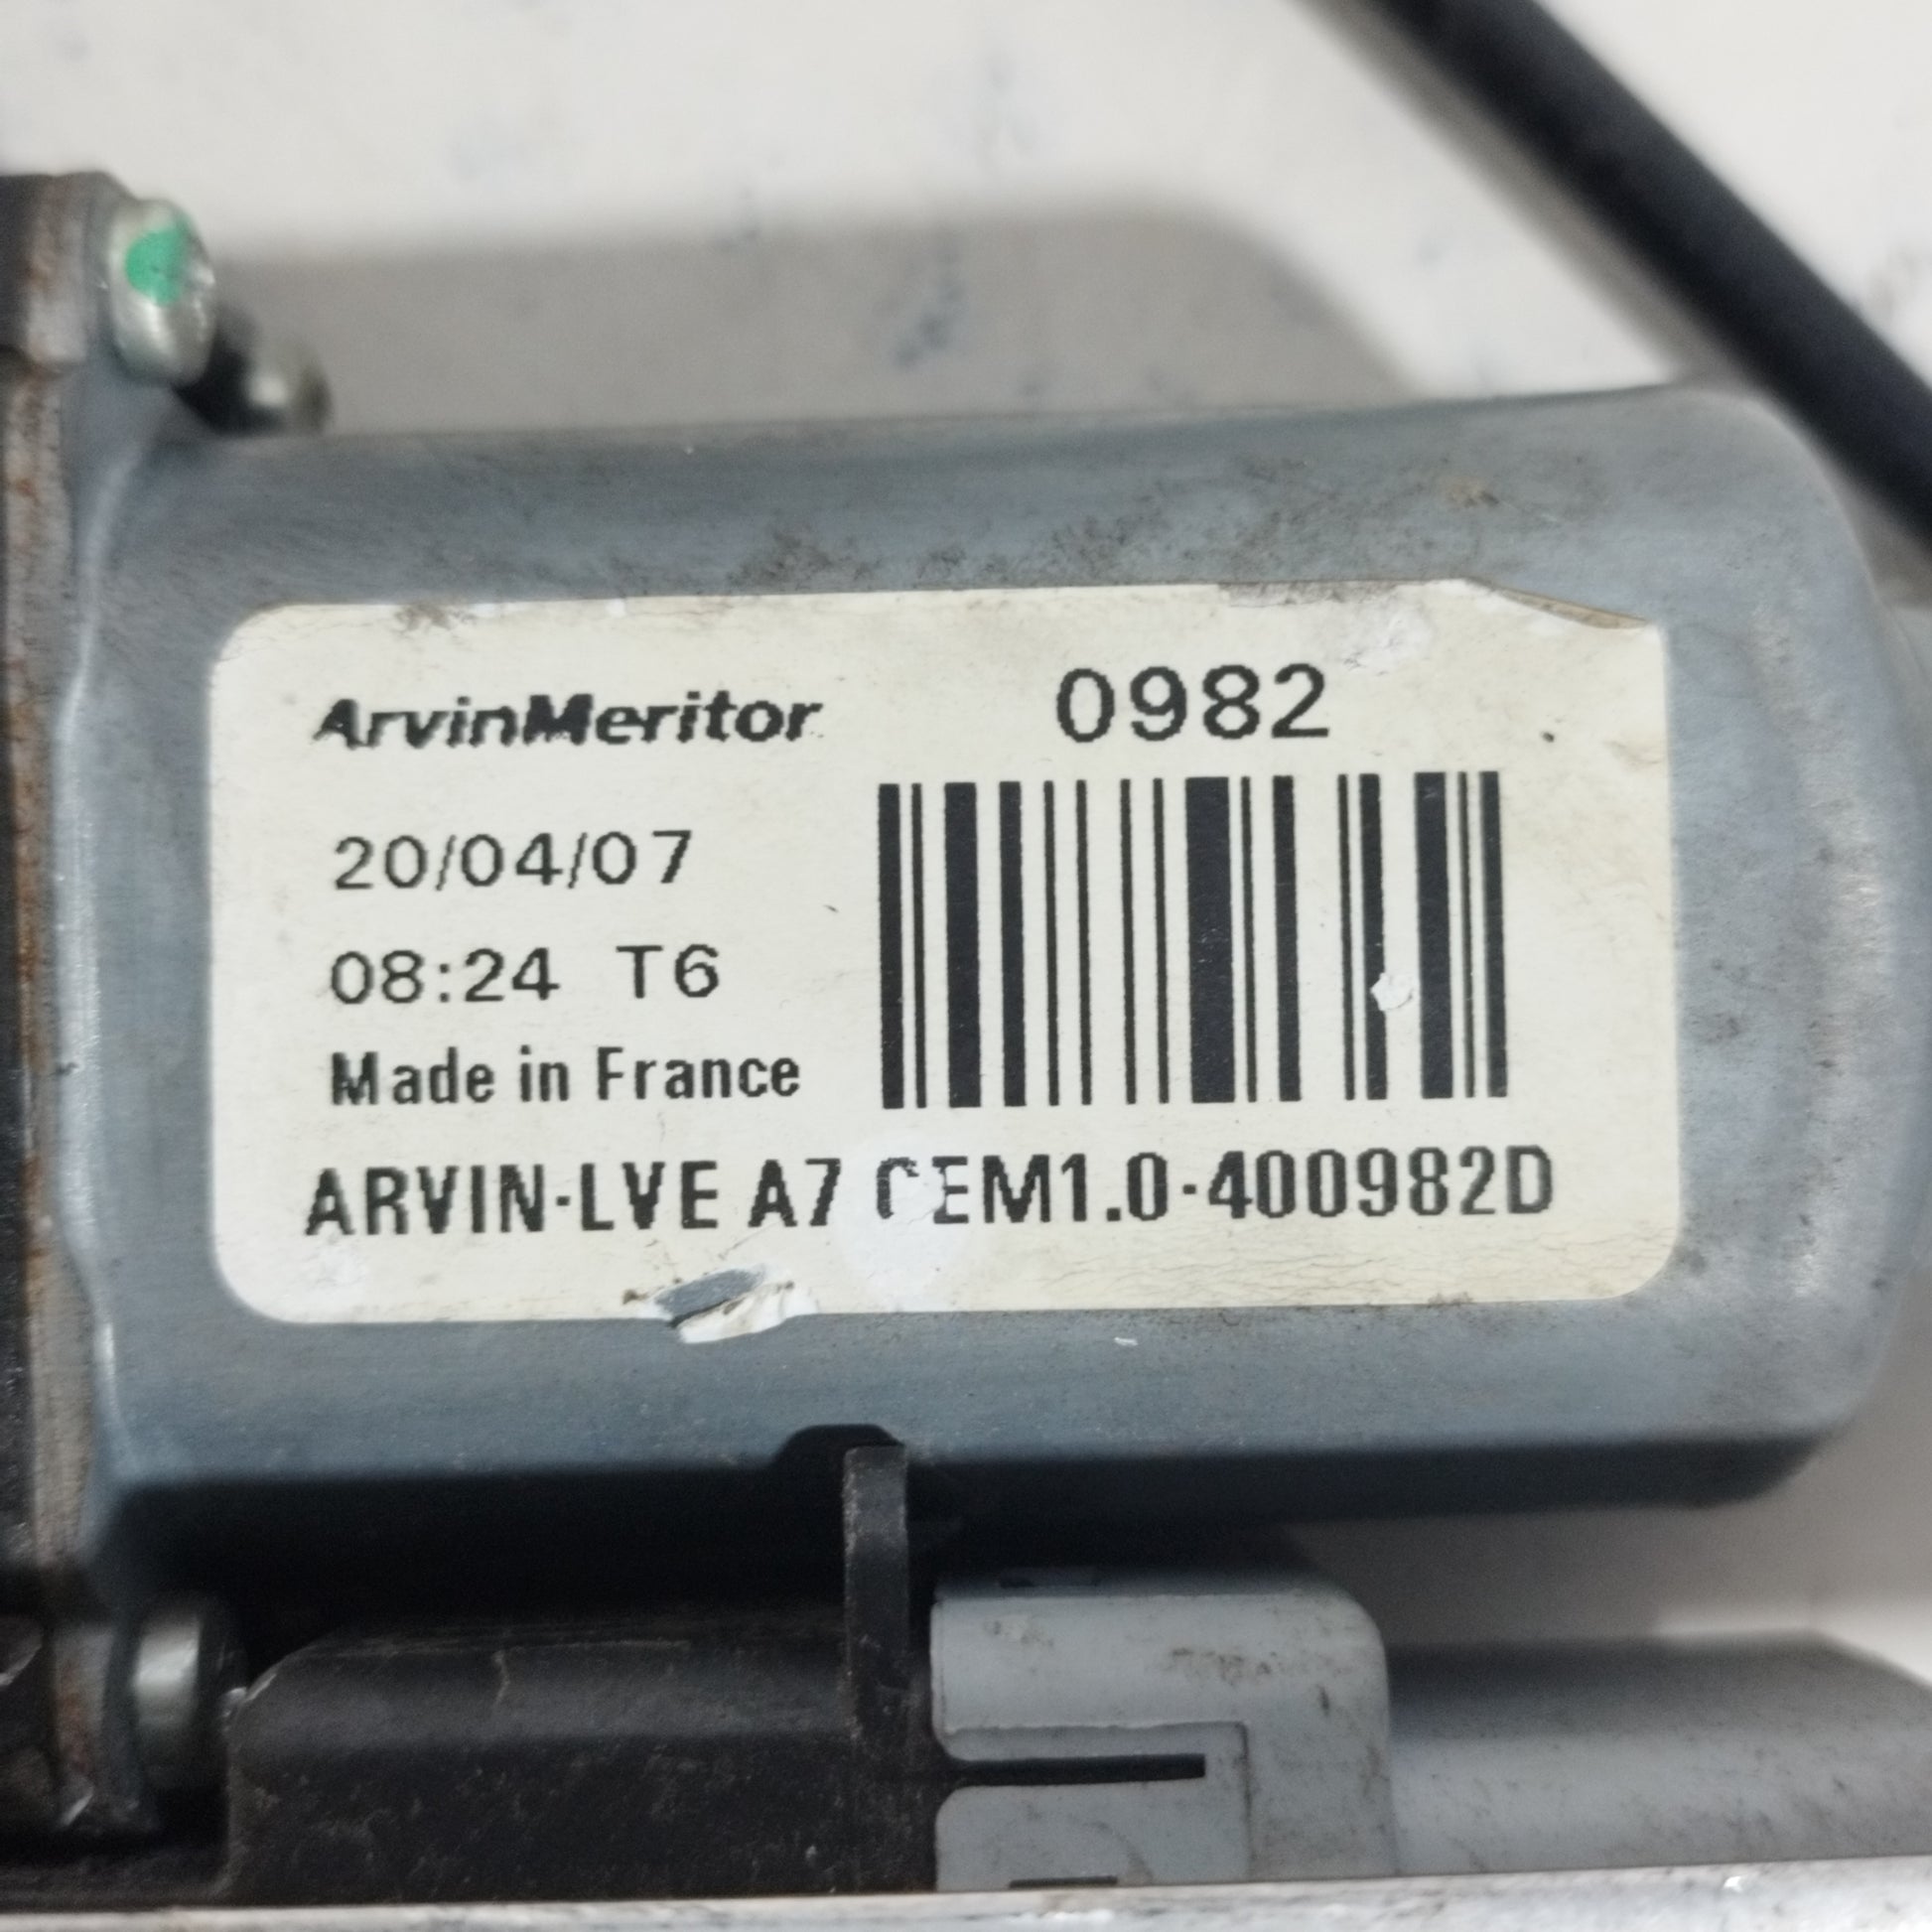 ArvinMeritor 0982
20/04/07
08:24 T6
Made in France
ARVIN-LVE A7 CEM1.0-400982D